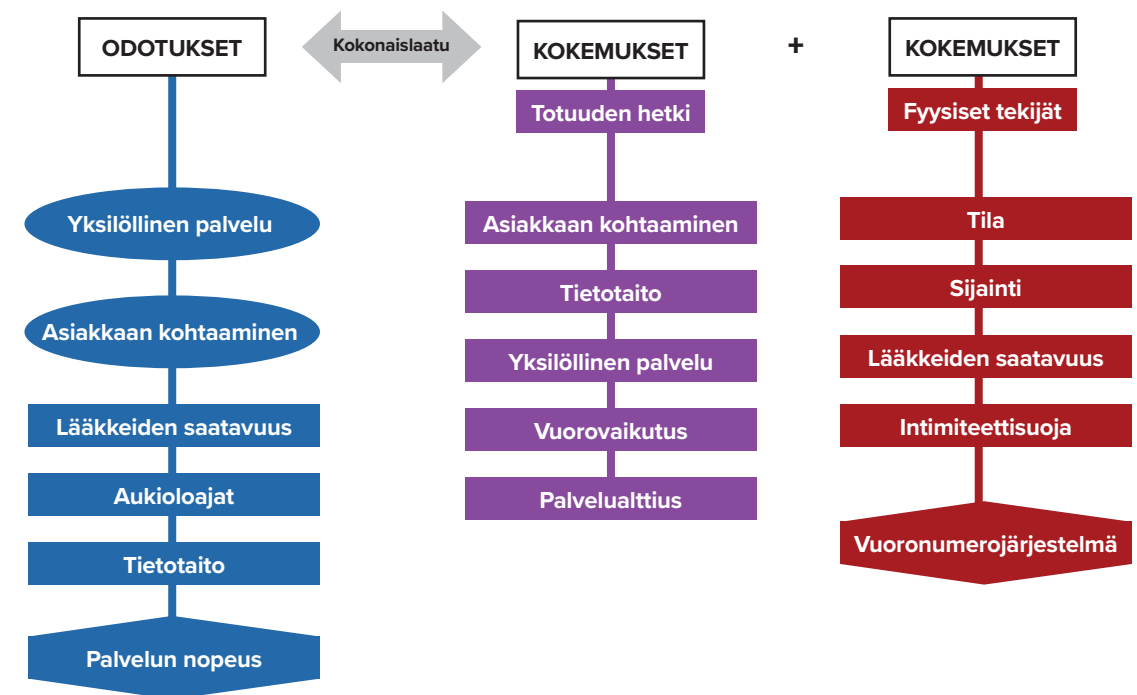 ODOTUKSET
Kokonaislaatu
KOKEMUKSET
+
KOKEMUKSET
Totuuden hetki
Fyysiset tekijät
Yksilöllinen palvelu
Asiakkaan kohtaaminen
Lääkkeiden saatavuus
Aukioloajat
Tietotaito
Palvelun nopeus
Asiakkaan kohtaaminen
Tietotaito
Yksilöllinen palvelu
Vuorovaikutus
Palvelualttius
Tila
Sijainti
Lääkkeiden saatavuus
Intimiteettisuoja
Vuoronumerojärjestelmä